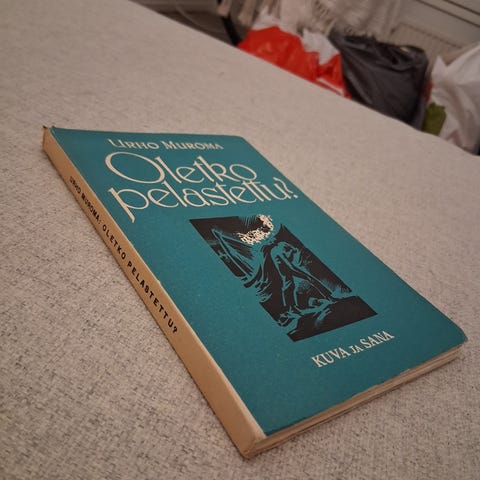 URHO MUROMA
Oletko
pelastettu?
KUVA JA SANA
URHO MUROMA: OLETKO PELASTETTU?